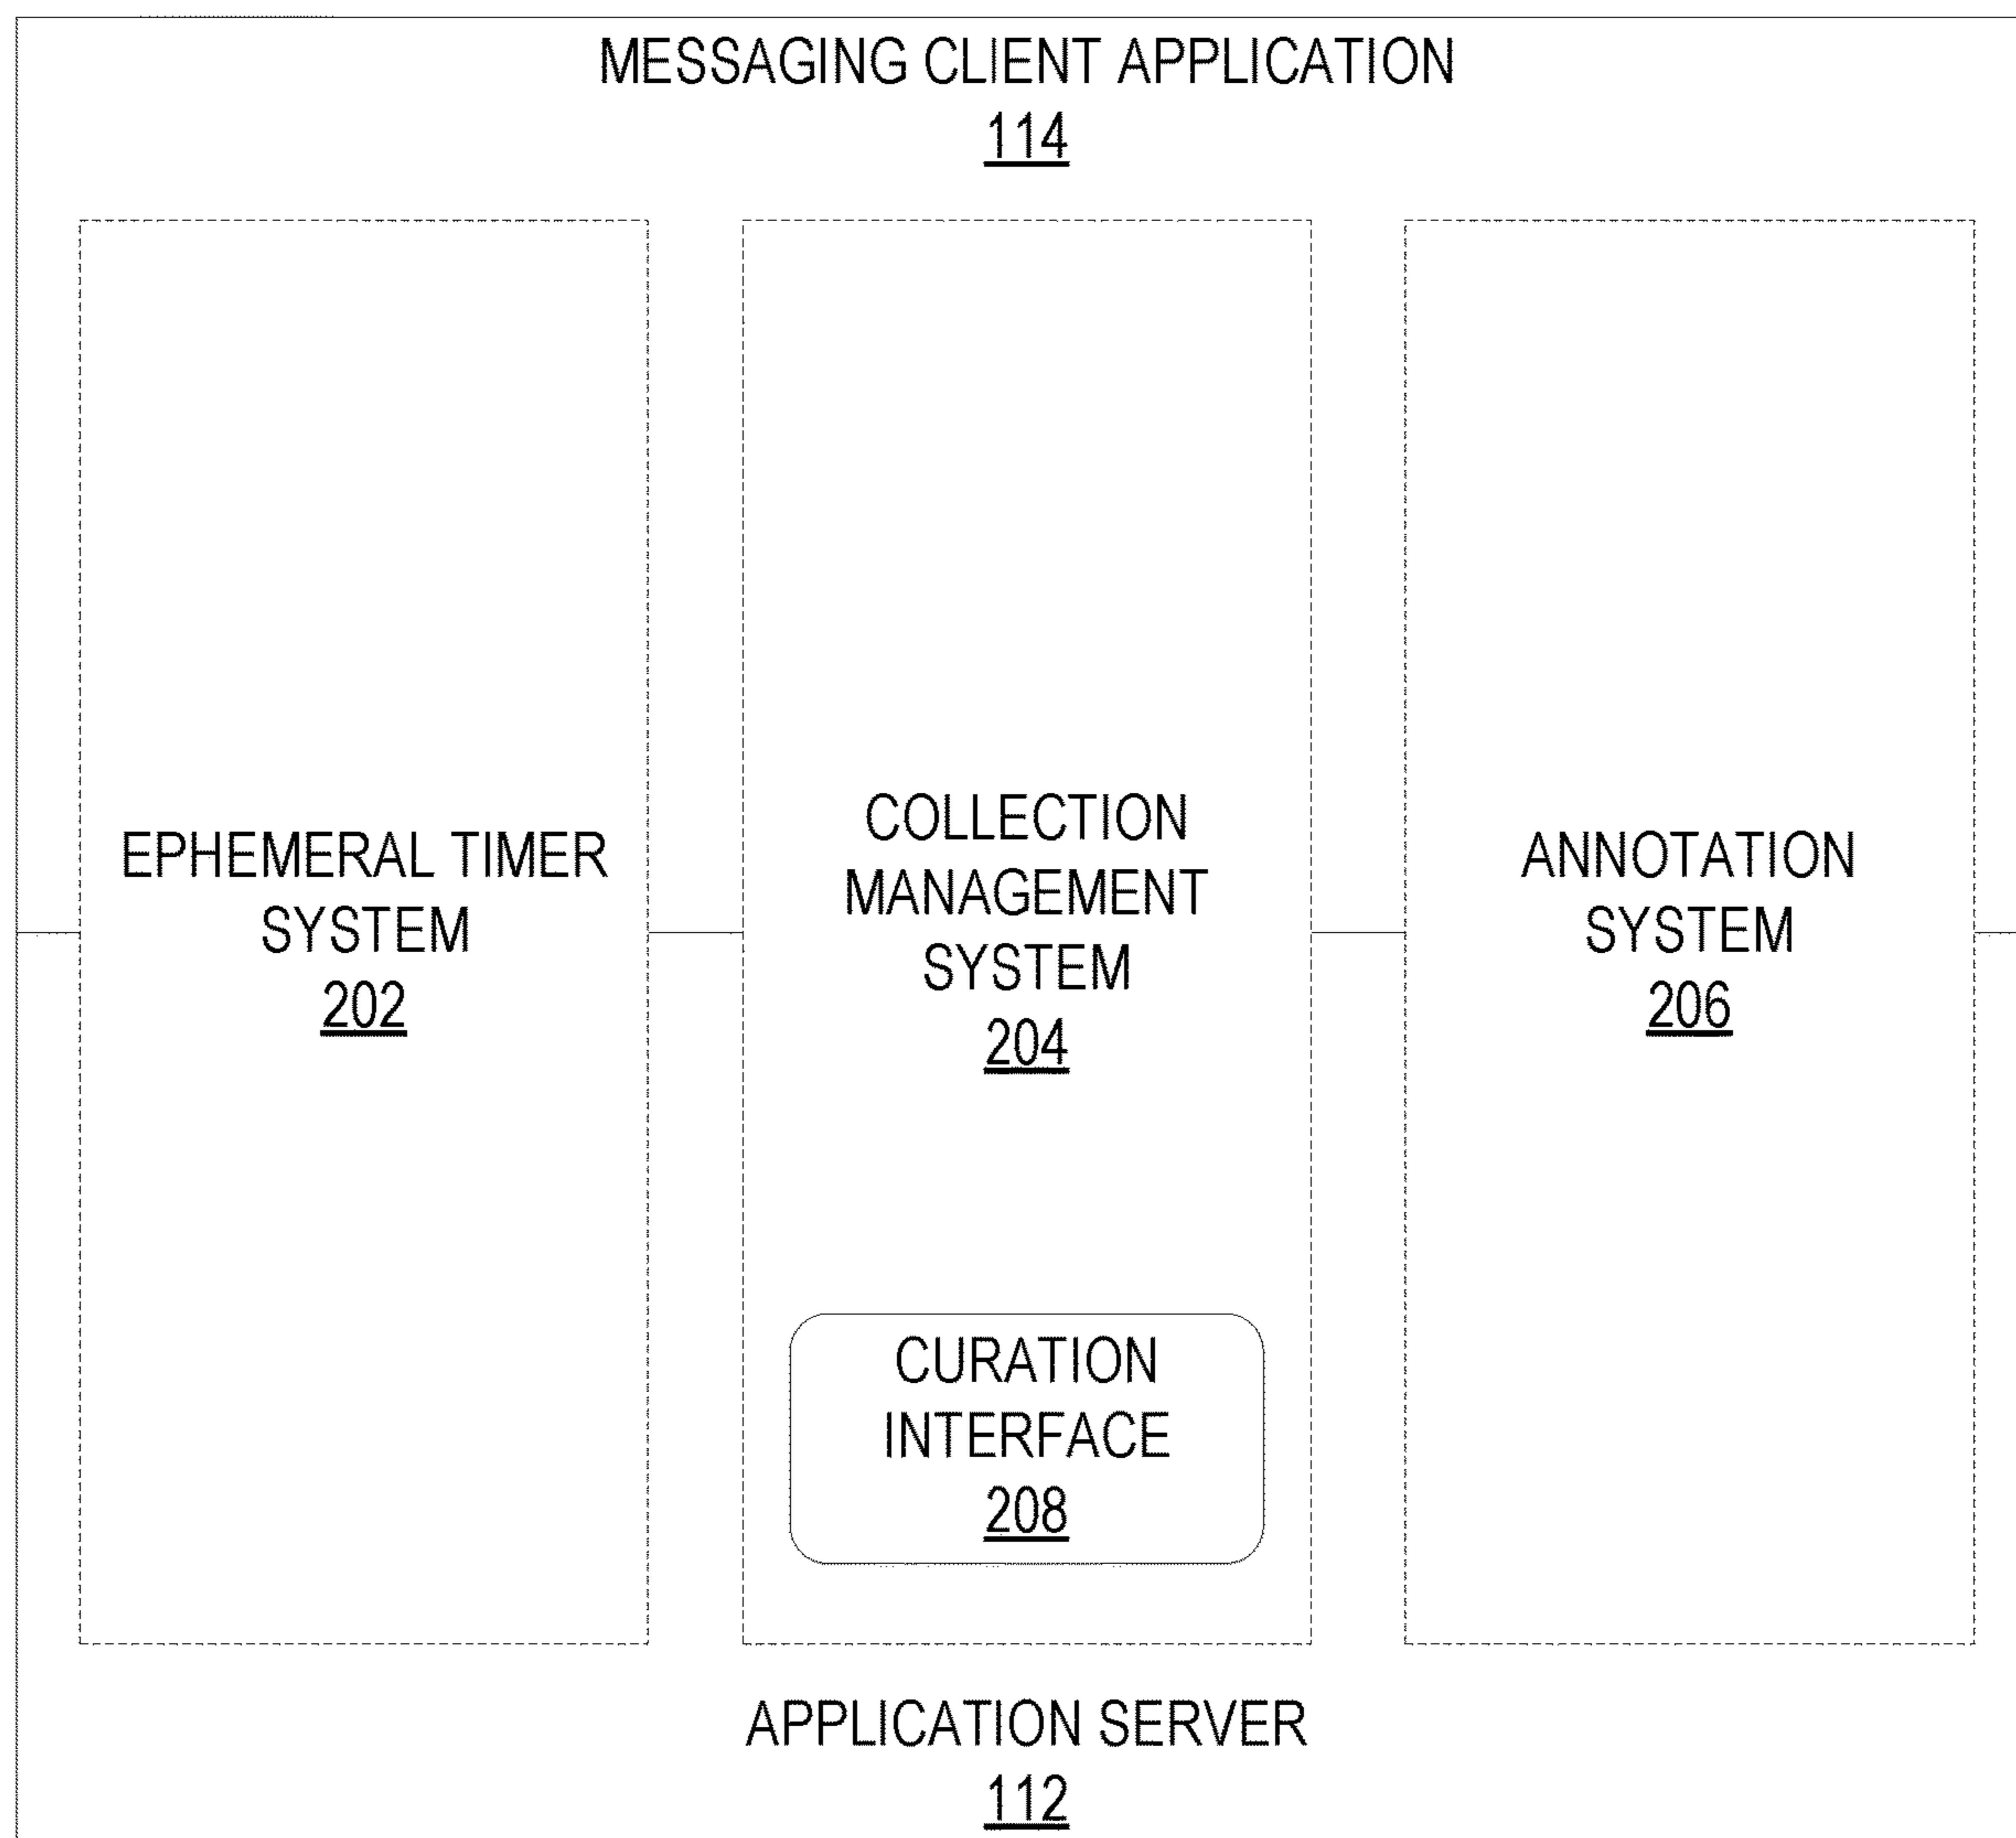 MESSAGING CLIENT APPLICATION
114
EPHEMERAL TIMER
SYSTEM
202
COLLECTION
MANAGEMENT
SYSTEM
204
ANNOTATION
SYSTEM
206
CURATION
INTERFACE
208
APPLICATION SERVER
112